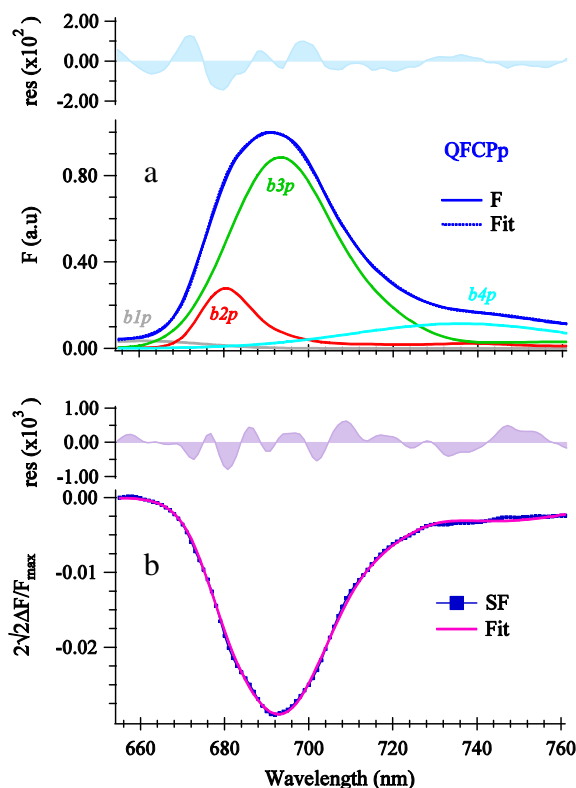 res (x10²)
2.00
0.00
-2.00
a
QFCPp
F
Fit
F (a.u)
0.80
0.40
0.00
b1p
b2p
b3p
b4p
res (x10³)
1.00
0.00
-1.00
b
SF
Fit
2√2ΔF/Fmax
0.00
-0.01
-0.02
660
680
700
720
740
760
Wavelength (nm)